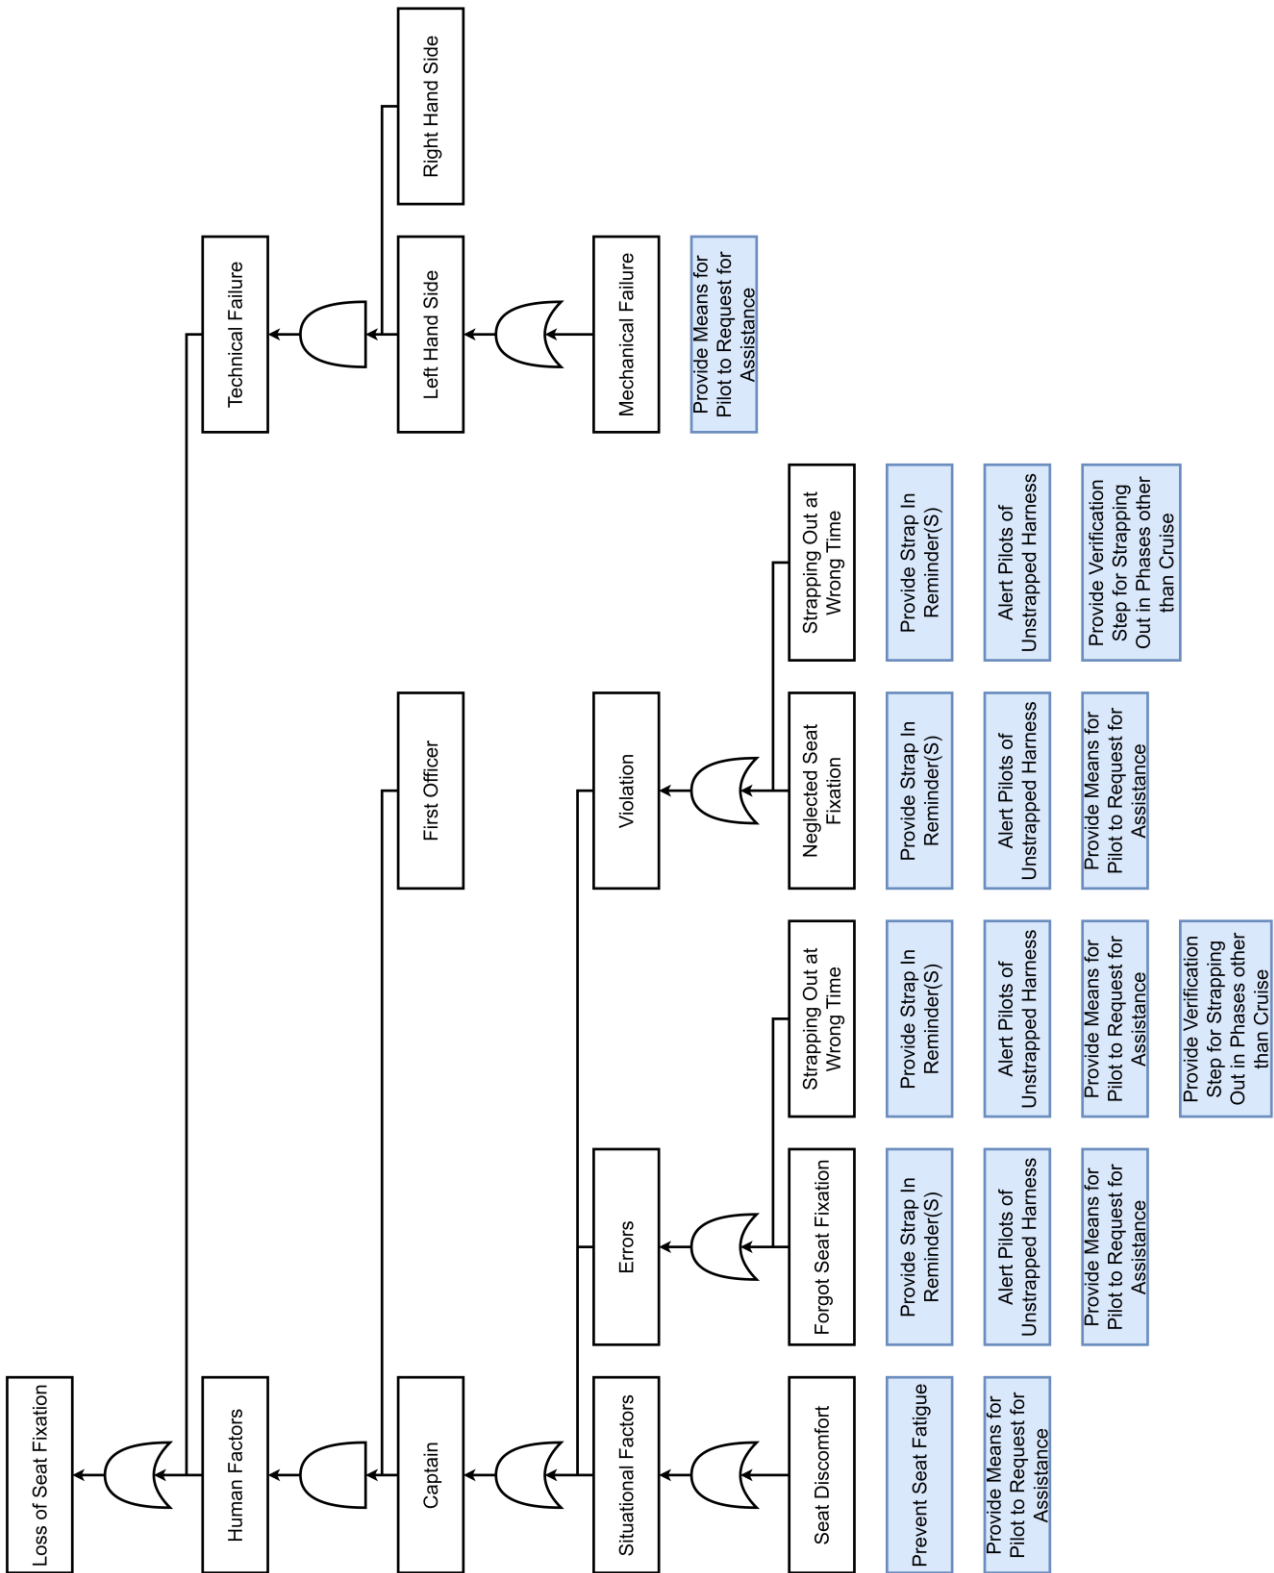 Loss of Seat Fixation
Human Factors
Technical Failure
Captain
First Officer
Left Hand Side
Right Hand Side
Situational Factors
Errors
Violation
Mechanical Failure
Seat Discomfort
Forgot Seat Fixation
Strapping Out at
Wrong Time
Neglected Seat
Fixation
Strapping Out at
Wrong Time
Provide Means for
Pilot to Request for
Assistance
Prevent Seat Fatigue
Provide Means for
Pilot to Request for
Assistance
Provide Strap In
Reminder(S)
Alert Pilots of
Unstrapped Harness
Provide Means for
Pilot to Request for
Assistance
Provide Strap In
Reminder(S)
Alert Pilots of
Unstrapped Harness
Provide Means for
Pilot to Request for
Assistance
Provide Verification
Step for Strapping
Out in Phases other
than Cruise
Provide Strap In
Reminder(S)
Alert Pilots of
Unstrapped Harness
Provide Means for
Pilot to Request for
Assistance
Provide Strap In
Reminder(S)
Alert Pilots of
Unstrapped Harness
Provide Verification
Step for Strapping
Out in Phases other
than Cruise